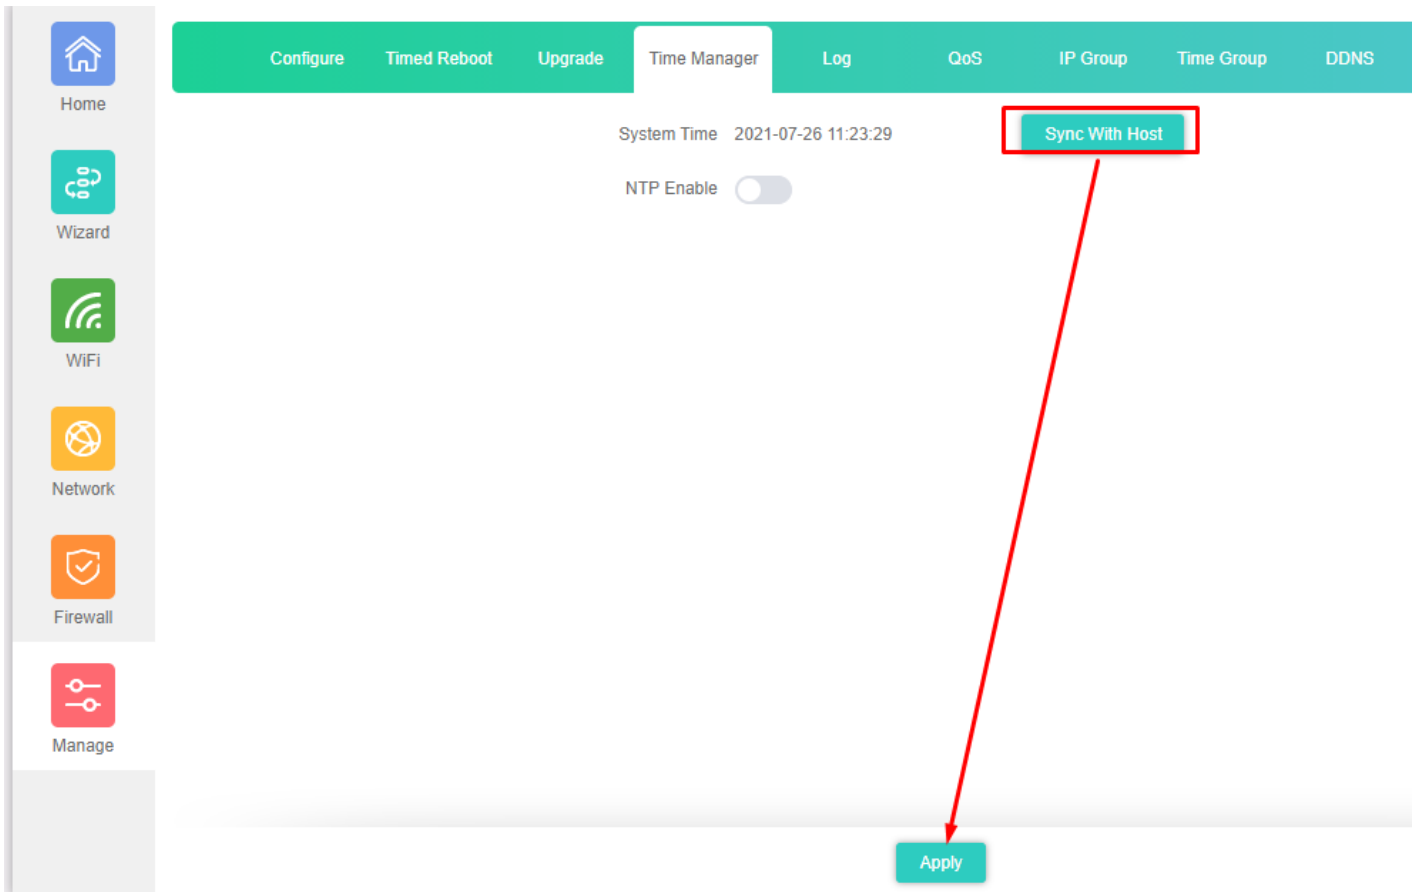 Configure Timed Reboot Upgrade Time Manager Log QoS IP Group Time Group DDNS
Home
System Time 2021-07-26 11:23:29 Sync With Host
NTP Enable
Wizard
WiFi
Network
Firewall
Manage
Apply